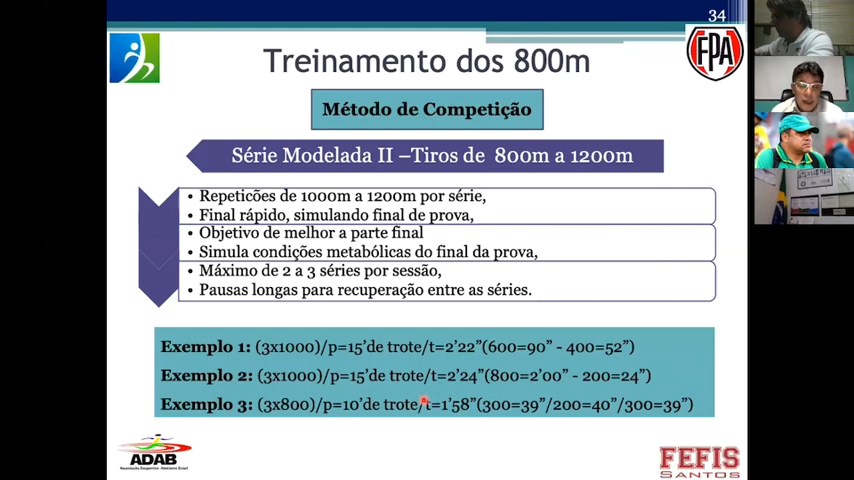 34
Treinamento dos 800m
FPA
Método de Competição
Série Modelada II –Tiros de 800m a 1200m
• Repeticões de 1000m a 1200m por série,
• Final rápido, simulando final de prova,
• Objetivo de melhor a parte final
• Simula condições metabólicas do final da prova,
• Máximo de 2 a 3 séries por sessão,
• Pausas longas para recuperação entre as séries.
Exemplo 1: (3x1000)/p=15’de trote/t=2’22”(600=90” - 400=52”)
Exemplo 2: (3x1000)/p=15’de trote/t=2’24”(800=2’00” - 200=24”)
Exemplo 3: (3x800)/p=10’de trote/t=1’58”(300=39”/200=40”/300=39”)
ADAB
FEFIS
SANTOS